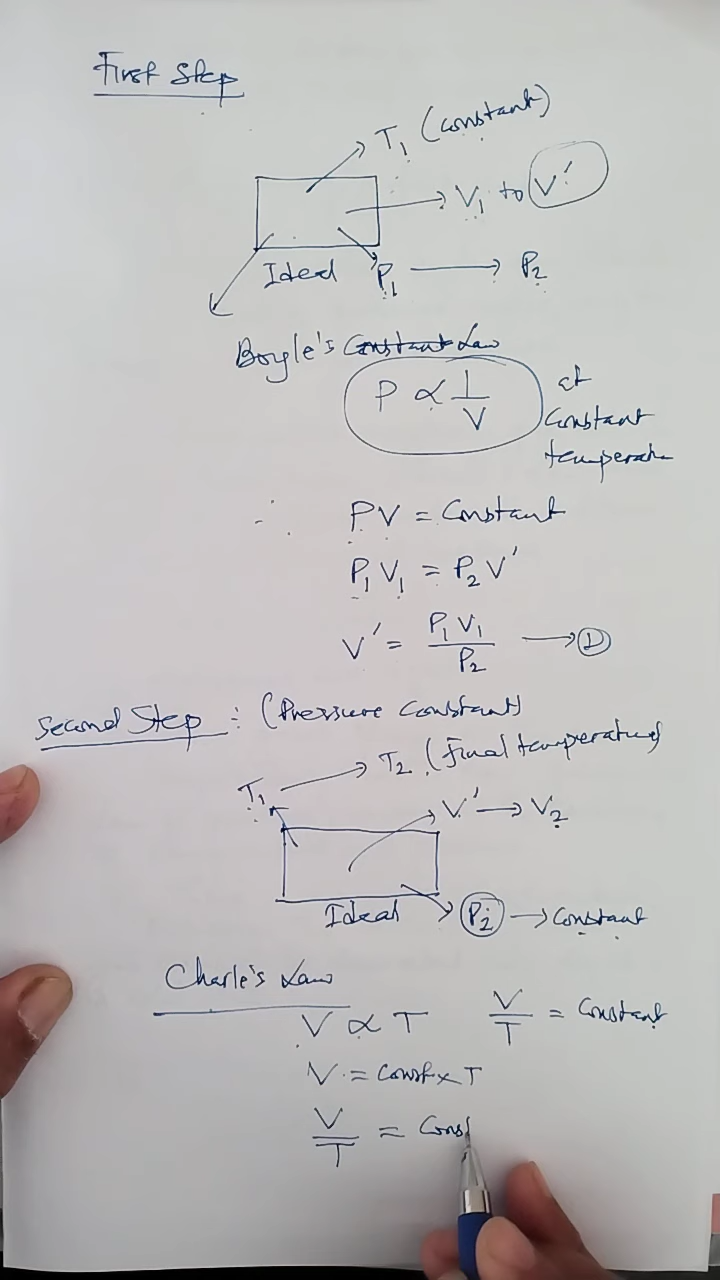 First Step
T₁ (constant)
V₁ to V′
Ideal P₁ → P₂
Boyle's Constant Law
P ∝ 1/V at
constant
temperate
∴ PV = Constant
P₁V₁ = P₂V′
V′ = P₁V₁/P₂ → ①
Second Step : (Pressure Constant)
T₁ → T₂ (Final temperature)
V′ → V₂
Ideal P₂ → Constant
Charle's Law
V ∝ T V/T = Constant
V = Const × T
V/T = Const